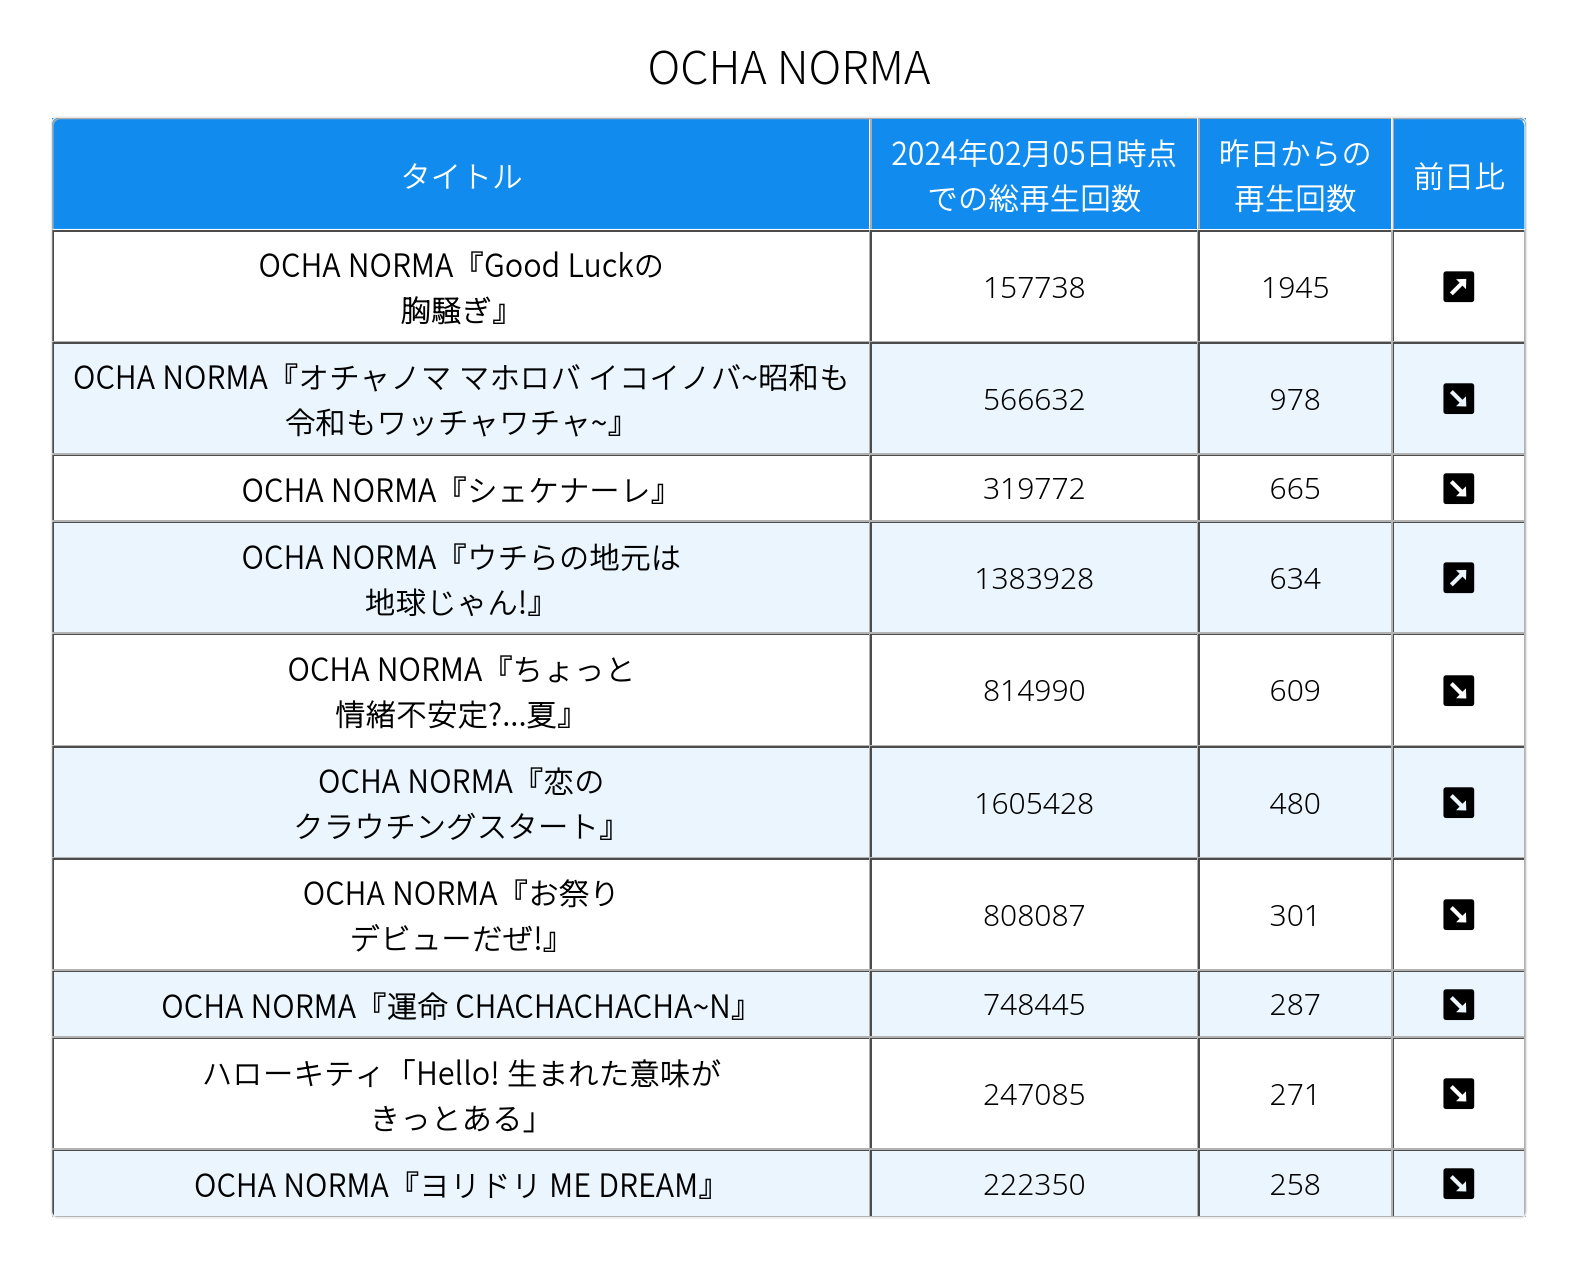 OCHA NORMA
タイトル
2024年02月05日時点
での総再生回数
昨日からの
再生回数
前日比
OCHA NORMA『Good Luckの
胸騒ぎ』
157738
1945
OCHA NORMA『オチャノマ マホロバ イコイノバ~昭和も
令和もワッチャワチャ~』
566632
978
OCHA NORMA『シェケナーレ』
319772
665
OCHA NORMA『ウチらの地元は
地球じゃん!』
1383928
634
OCHA NORMA『ちょっと
情緒不安定?...夏』
814990
609
OCHA NORMA『恋の
クラウチングスタート』
1605428
480
OCHA NORMA『お祭り
デビューだぜ!』
808087
301
OCHA NORMA『運命 CHACHACHACHA~N』
748445
287
ハローキティ「Hello! 生まれた意味が
きっとある」
247085
271
OCHA NORMA『ヨリドリ ME DREAM』
222350
258